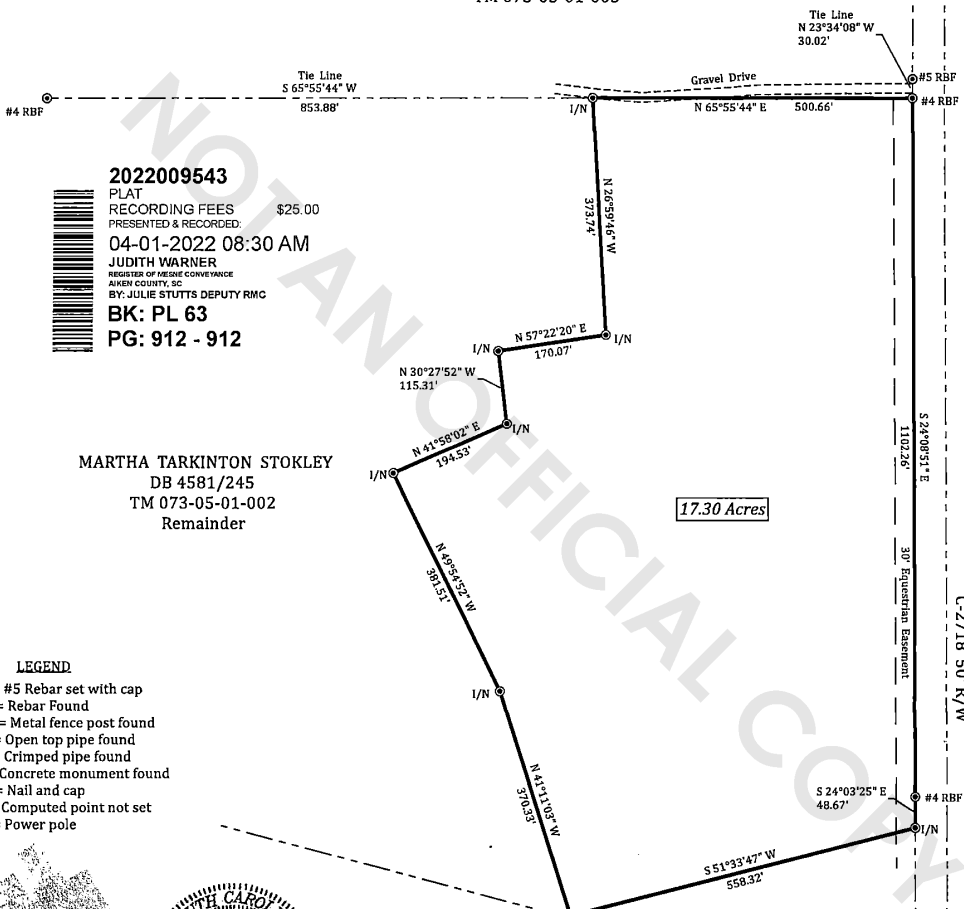 Tie Line
N 23°34'08" W
30.02'
#5 RBF
Tie Line
S 65°55'44" W
853.88'
#4 RBF
Gravel Drive
I/N
N 65°55'44" E 500.66'
#4 RBF
2022009543
PLAT
RECORDING FEES $25.00
PRESENTED & RECORDED:
04-01-2022 08:30 AM
JUDITH WARNER
REGISTER OF MESNE CONVEYANCE
AIKEN COUNTY, SC
BY: JULIE STUTTS DEPUTY RMC
BK: PL 63
PG: 912 - 912
N 26°59'46" W
373.74'
I/N
N 57°22'20" E
170.07'
I/N
N 30°27'52" W
115.31'
I/N
N 41°58'02" E
194.53'
I/N
MARTHA TARKINTON STOKLEY
DB 4581/245
TM 073-05-01-002
Remainder
17.30 Acres
S 24°08'51" E
1102.26'
30' Equestrian Easement
C-2718 50' R/W
N 49°54'52" W
381.51'
I/N
LEGEND
#5 Rebar set with cap
= Rebar Found
= Metal fence post found
Open top pipe found
Crimped pipe found
Concrete monument found
= Nail and cap
Computed point not set
Power pole
N 41°11'03" W
370.33'
S 24°03'25" E
48.67'
#4 RBF
I/N
S 51°33'47" W
558.32'
NOT AN OFFICIAL COPY